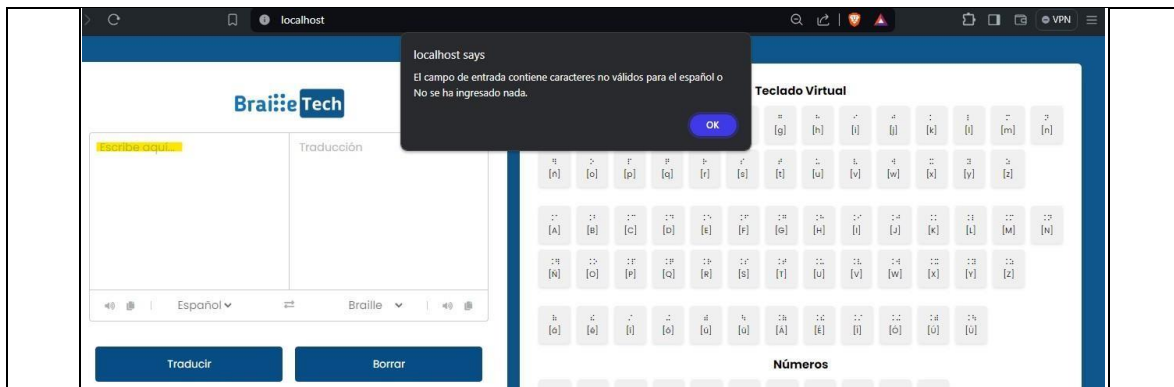 localhost
VPN
localhost says
El campo de entrada contiene caracteres no válidos para el español o
No se ha ingresado nada.
OK
BrailleTech
Escribe aquí...
Traducción
Español
Braille
Traducir
Borrar
Teclado Virtual
[g] [h] [i] [j] [k] [l] [m] [n]
[ñ] [o] [p] [q] [r] [s] [t] [u] [v] [w] [x] [y] [z]
[A] [B] [C] [D] [E] [F] [G] [H] [I] [J] [K] [L] [M] [N]
[Ñ] [O] [P] [Q] [R] [S] [T] [U] [V] [W] [X] [Y] [Z]
[á] [é] [í] [ó] [ú] [ü] [Á] [É] [Í] [Ó] [Ú] [Ü]
Números